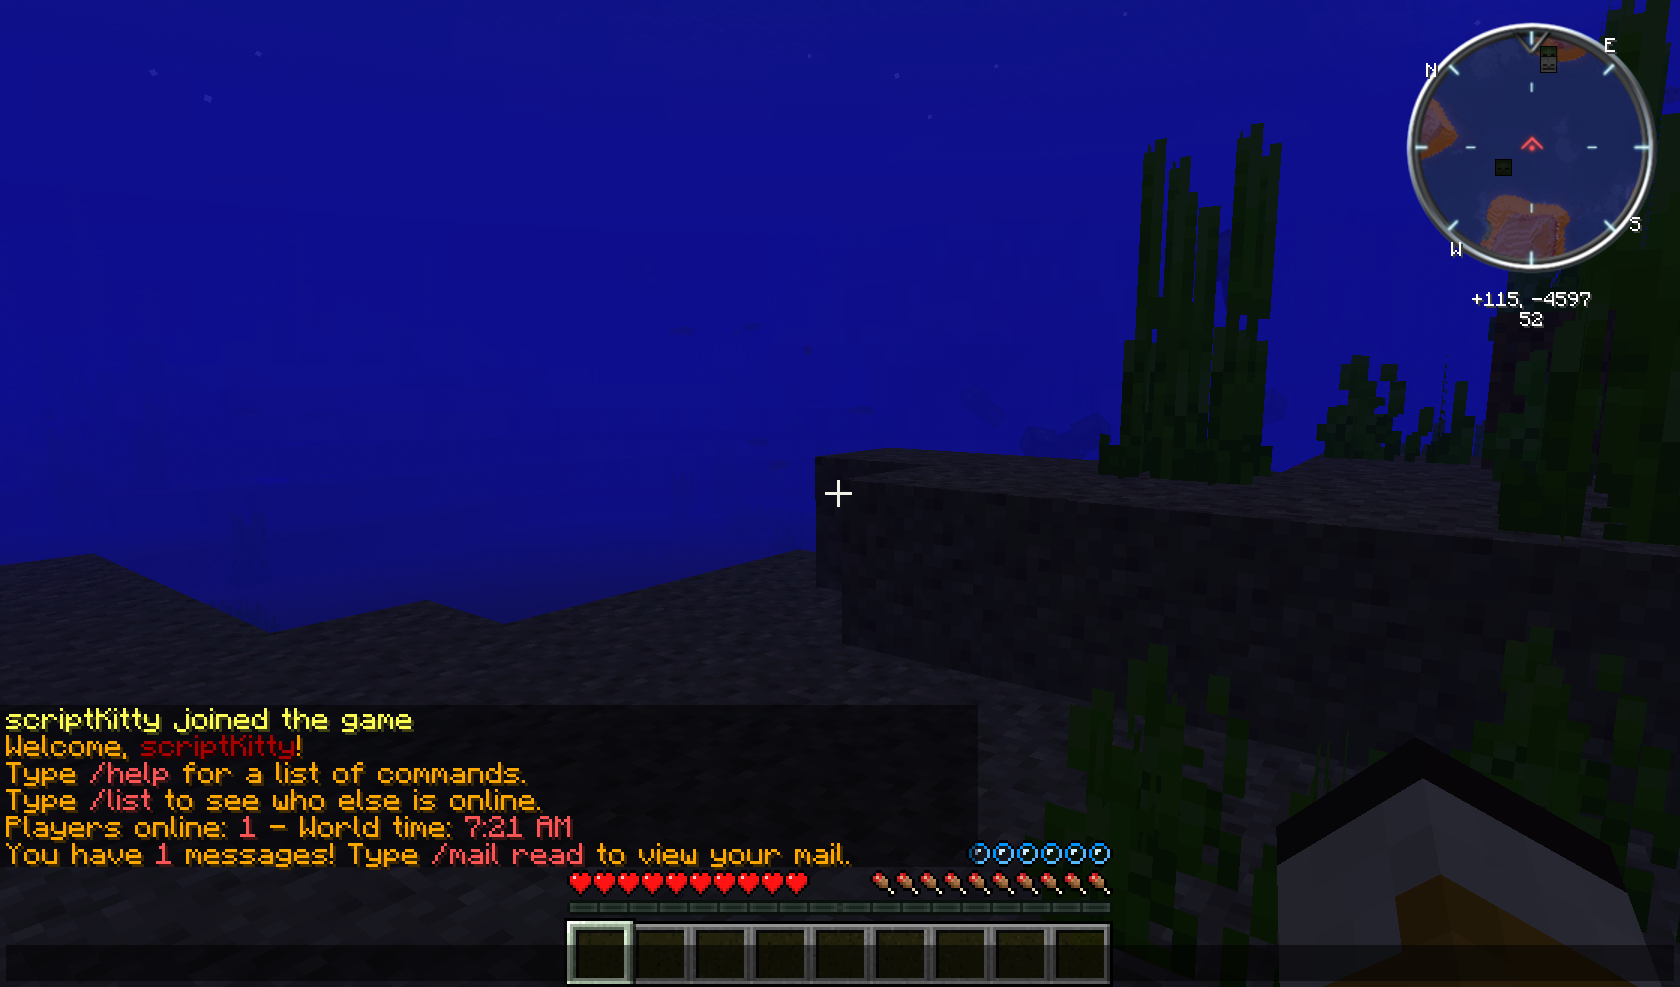 N
E
S
W
+115, -4597
52
scriptKitty joined the game
Welcome, scriptKitty!
Type /help for a list of commands.
Type /list to see who else is online.
Players online: 1 – World time: 7:21 AM
You have 1 messages! Type /mail read to view your mail.